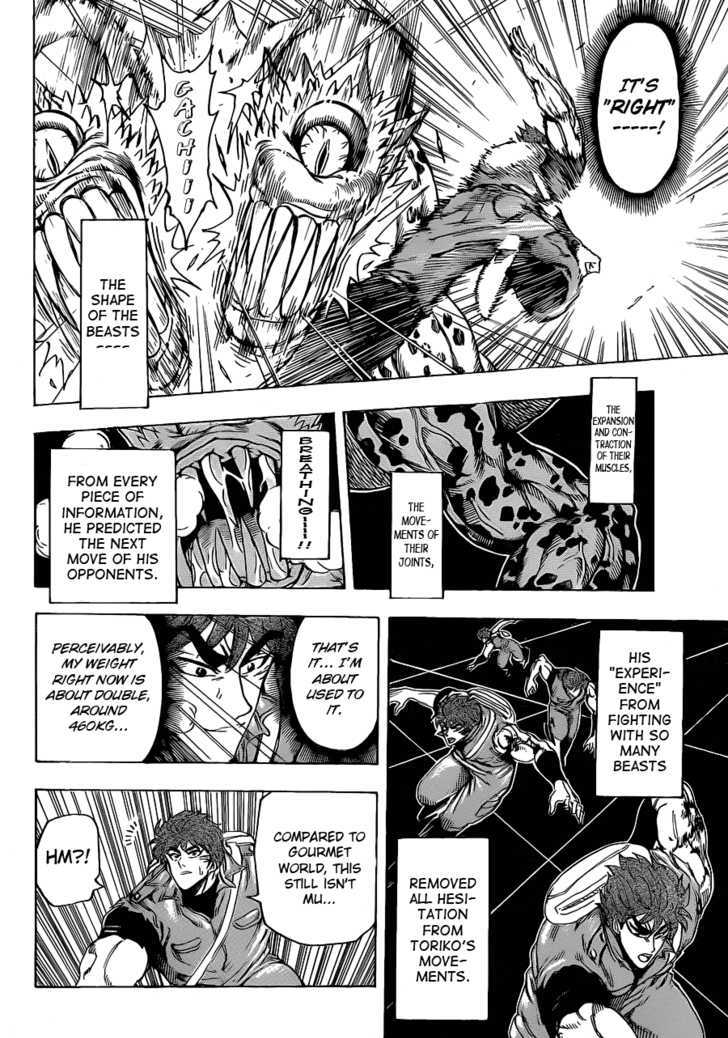 IT'S
"RIGHT"
-----!
GACHIIII
THE
SHAPE
OF THE
BEASTS
----
THE
EXPANSION
AND CON-
TRACTION
OF THEIR
MUSCLES,
THE
MOVE-
MENTS OF
THEIR
JOINTS,
BREATHINGIIII!!
FROM EVERY
PIECE OF
INFORMATION,
HE PREDICTED
THE NEXT
MOVE OF HIS
OPPONENTS.
HIS
"EXPERI-
ENCE"
FROM
FIGHTING
WITH SO
MANY
BEASTS
REMOVED
ALL HESI-
TATION
FROM
TORIKO'S
MOVE-
MENTS.
THAT'S
IT... I'M
ABOUT
USED TO
IT.
PERCEIVABLY,
MY WEIGHT
RIGHT NOW IS
ABOUT DOUBLE,
AROUND
460KG...
COMPARED TO
GOURMET
WORLD, THIS
STILL ISN'T
MU...
HM?!